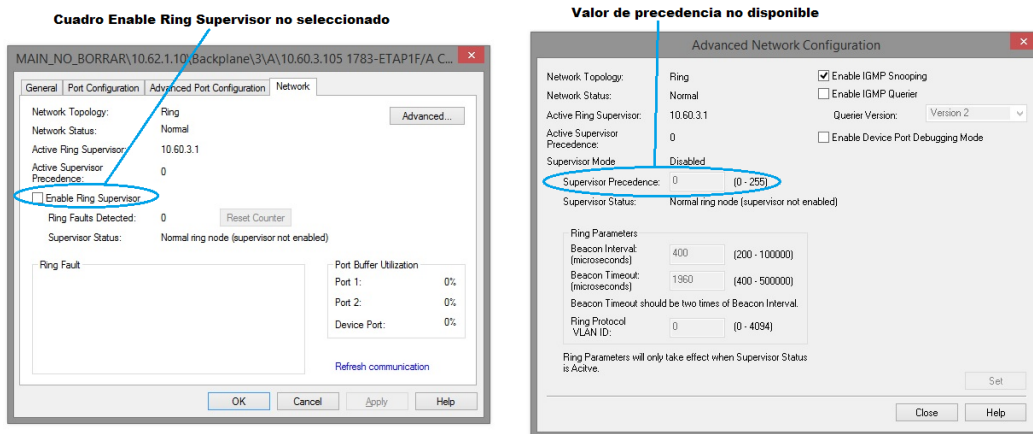 Cuadro Enable Ring Supervisor no seleccionado
MAIN_NO_BORRAR\10.62.1.10\Backplane\3\A\10.60.3.105 1783-ETAP1F/A C...
General
Port Configuration
Advanced Port Configuration
Network
Network Topology: Ring
Advanced...
Network Status: Normal
Active Ring Supervisor: 10.60.3.1
Active Supervisor
Precedence: 0
Enable Ring Supervisor
Ring Faults Detected: 0
Reset Counter
Supervisor Status: Normal ring node (supervisor not enabled)
Ring Fault
Port Buffer Utilization
Port 1: 0%
Port 2: 0%
Device Port: 0%
Refresh communication
OK
Cancel
Apply
Help
Valor de precedencia no disponible
Advanced Network Configuration
Network Topology: Ring
Network Status: Normal
Active Ring Supervisor: 10.60.3.1
Active Supervisor
Precedence: 0
Supervisor Mode Disabled
Supervisor Precedence: 0 (0 - 255)
Supervisor Status: Normal ring node (supervisor not enabled)
Enable IGMP Snooping
Enable IGMP Querier
Querier Version: Version 2
Enable Device Port Debugging Mode
Ring Parameters
Beacon Interval:
(microseconds) 400 (200 - 100000)
Beacon Timeout:
(microseconds) 1960 (400 - 500000)
Beacon Timeout should be two times of Beacon Interval.
Ring Protocol
VLAN ID: 0 (0 - 4094)
Ring Parameters will only take effect when Supervisor Status
is Acitve.
Set
Close
Help